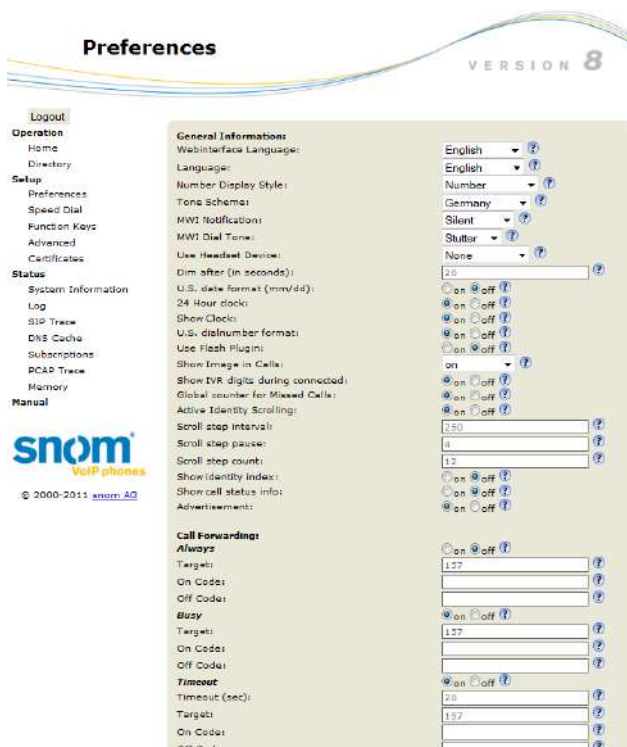 Preferences
VERSION 8
Logout
Operation
Home
Directory
Setup
Preferences
Speed Dial
Function Keys
Advanced
Certificates
Status
System Information
Log
SIP Trace
DNS Cache
Subscriptions
PCAP Trace
Memory
Manual
snom
VoIP phones
© 2000-2011 snom AG
General Information:
Webinterface Language: English
Language: English
Number Display Style: Number
Tone Scheme: Germany
MWI Notification: Silent
MWI Dial Tone: Stutter
Use Headset Device: None
Dim after (in seconds): 20
U.S. date format (mm/dd): on off
24 Hour clock: on off
Show Clock: on off
U.S. dialnumber format: on off
Use Flash Plugin: on off
Show Image in Calls: on
Show IVR digits during connected: on off
Global counter for Missed Calls: on off
Active Identity Scrolling: on off
Scroll step interval: 250
Scroll step pause: 4
Scroll step count: 12
Show identity index: on off
Show call status info: on off
Advertisement: on off
Call Forwarding:
Always on off
Target: 157
On Code:
Off Code:
Busy on off
Target: 157
On Code:
Off Code:
Timeout on off
Timeout (sec): 20
Target: 157
On Code: